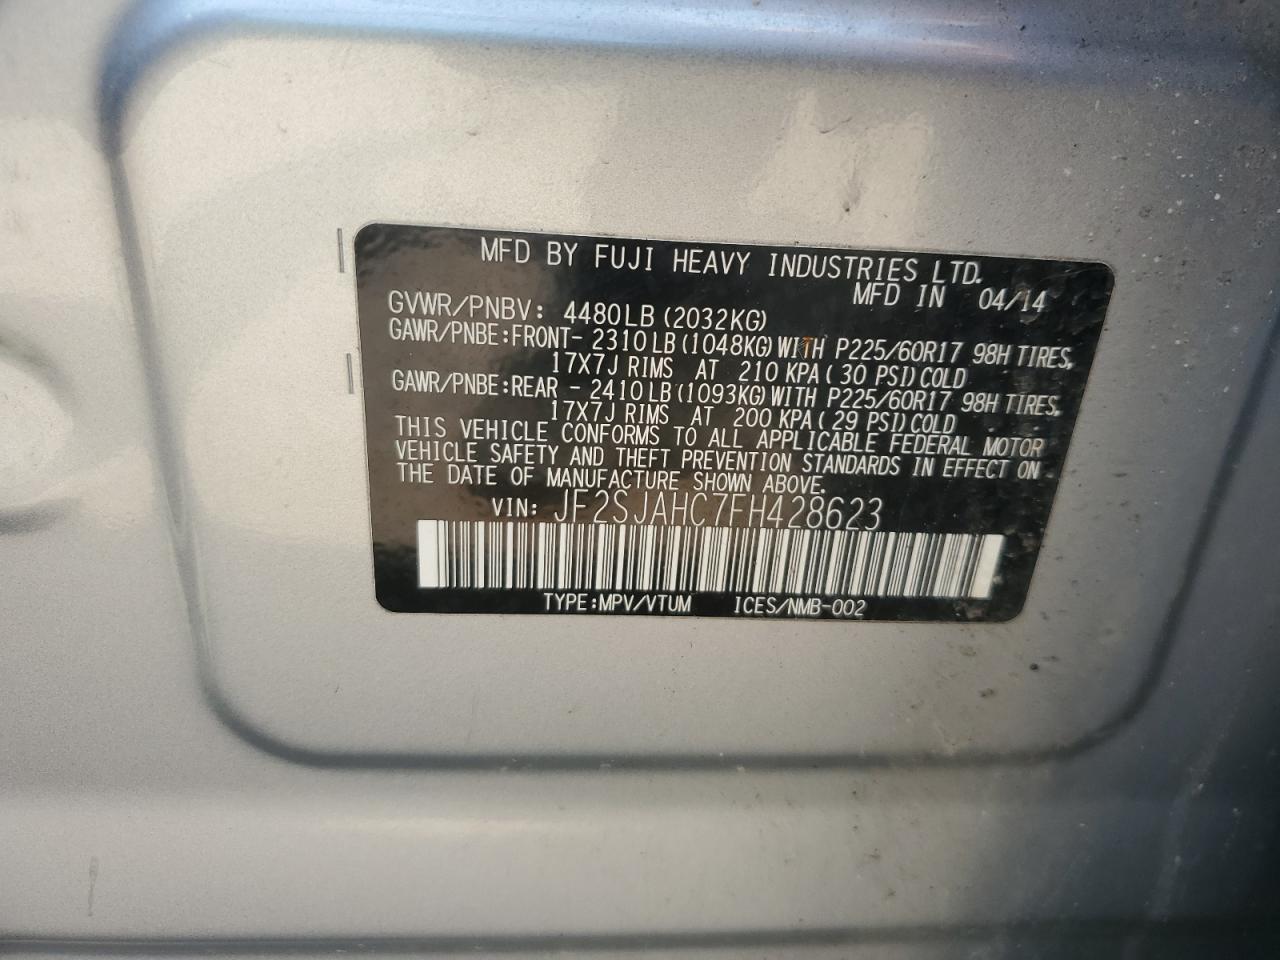 MFD BY FUJI HEAVY INDUSTRIES LTD.
MFD IN 04/14
GVWR/PNBV: 4480LB (2032KG)
GAWR/PNBE:FRONT- 2310LB (1048KG) WITH P225/60R17 98H TIRES,
17X7J RIMS AT 210 KPA ( 30 PSI) COLD
GAWR/PNBE:REAR - 2410LB (1093KG) WITH P225/60R17 98H TIRES,
17X7J RIMS AT 200 KPA ( 29 PSI) COLD
THIS VEHICLE CONFORMS TO ALL APPLICABLE FEDERAL MOTOR
VEHICLE SAFETY AND THEFT PREVENTION STANDARDS IN EFFECT ON
THE DATE OF MANUFACTURE SHOWN ABOVE.
VIN: JF2SJAHC7FH428623
TYPE:MPV/VTUM ICES/NMB-002